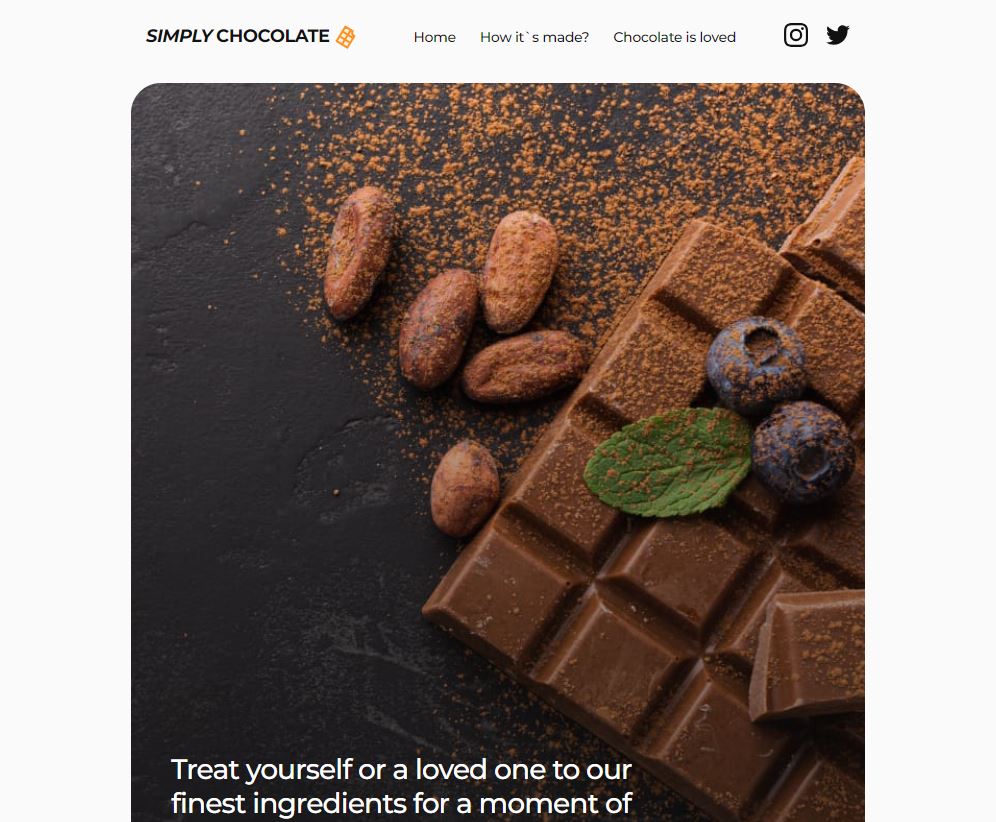 SIMPLY CHOCOLATE
Home
How it`s made?
Chocolate is loved
Treat yourself or a loved one to our
finest ingredients for a moment of